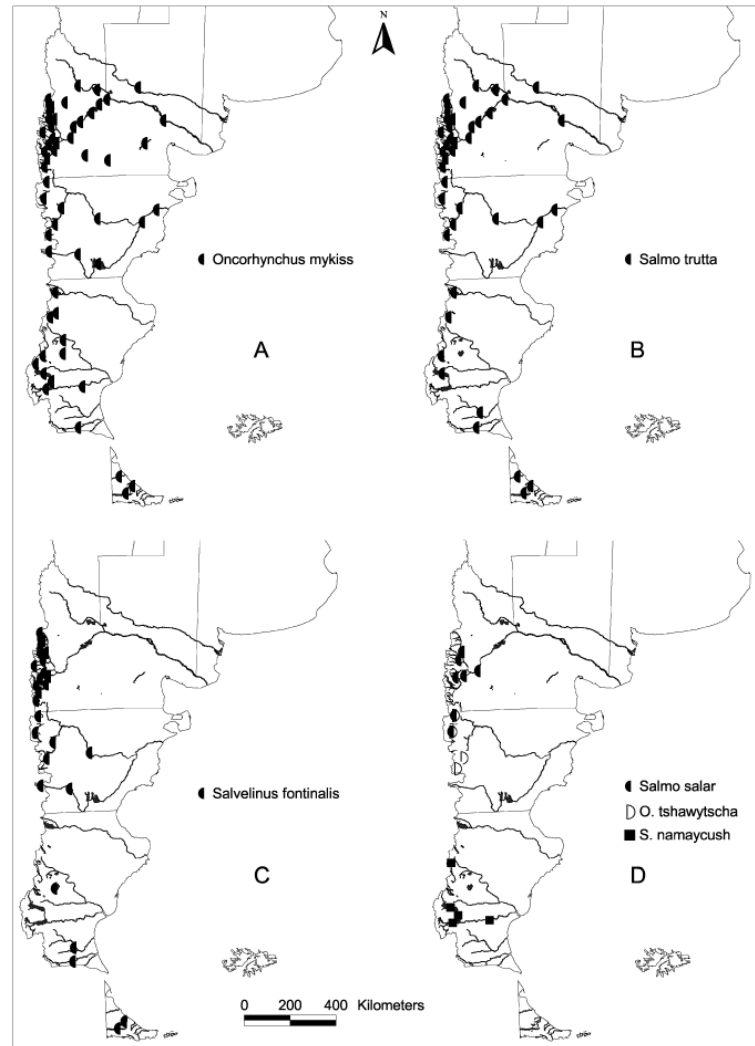 N
Oncorhynchus mykiss
A
Salmo trutta
B
Salvelinus fontinalis
C
Salmo salar
O. tshawytscha
S. namaycush
D
0 200 400 Kilometers